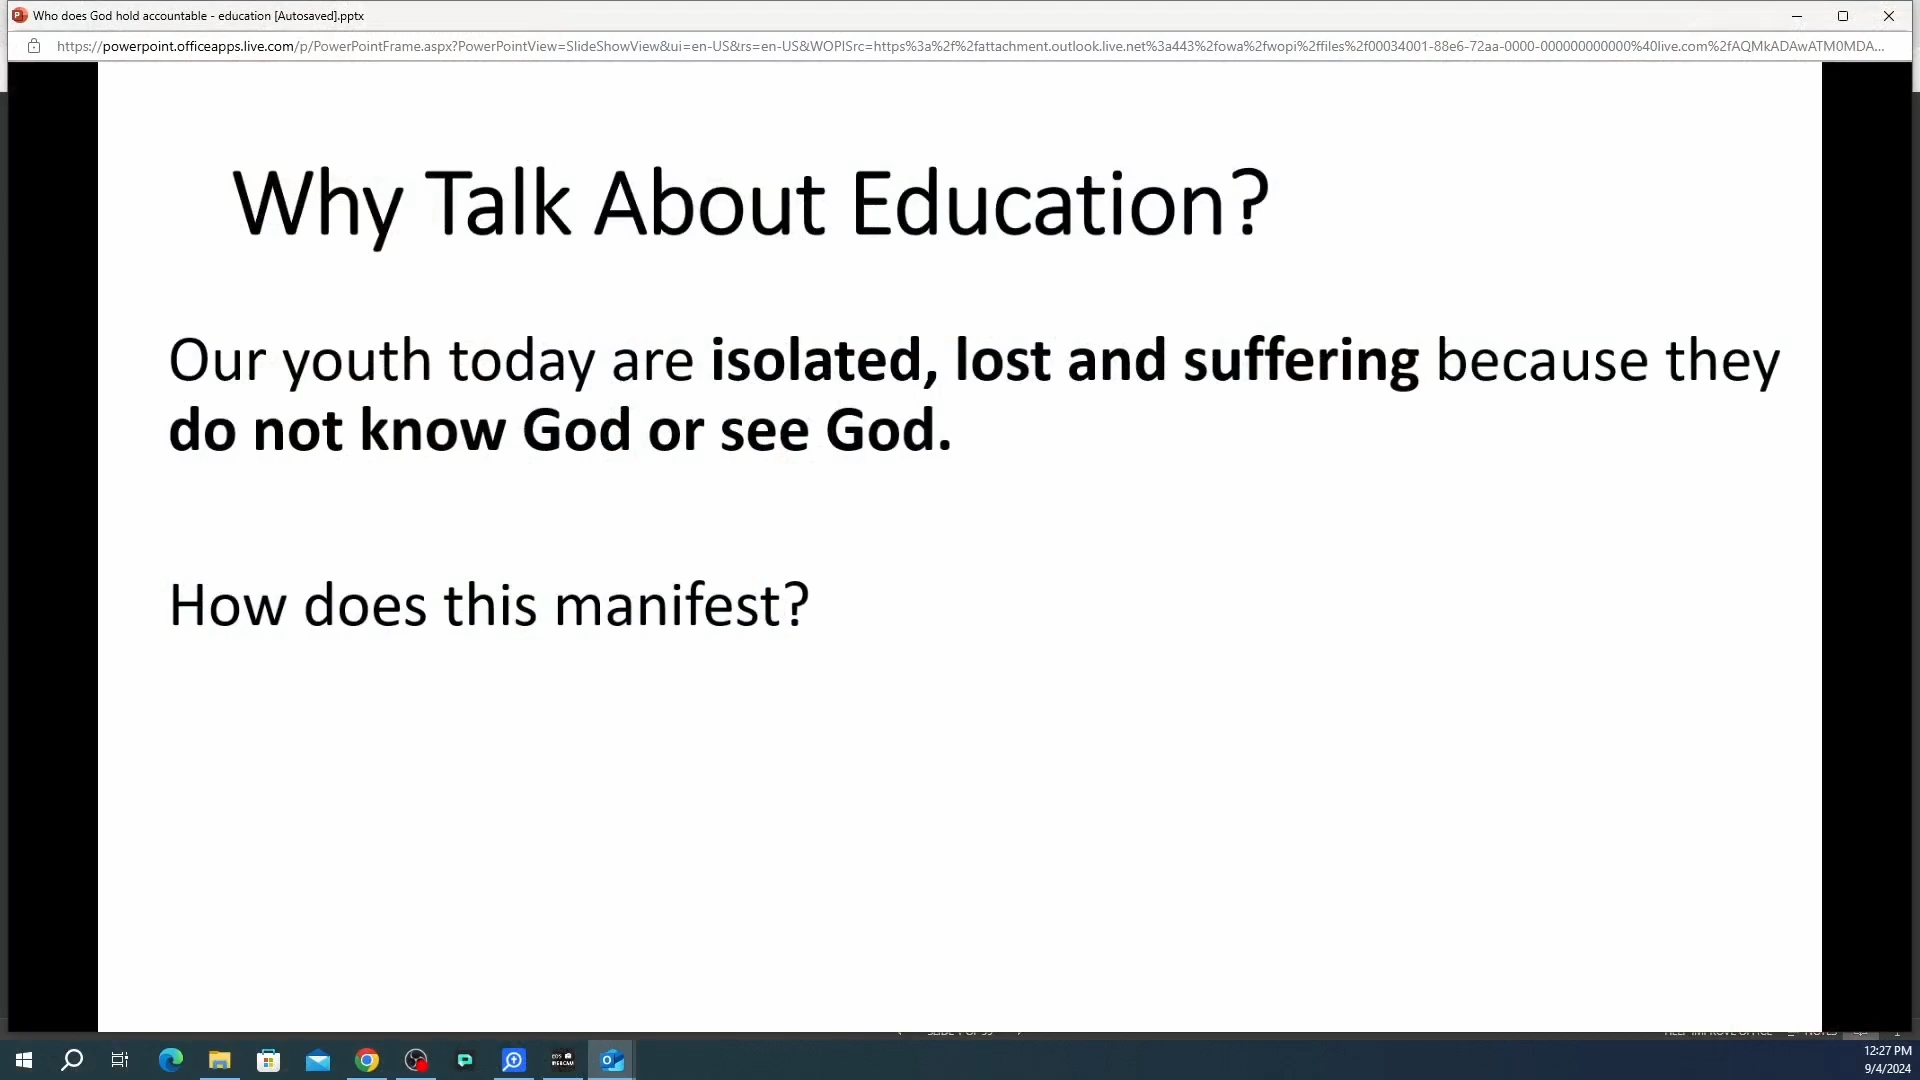 Who does God hold accountable - education [Autosaved].pptx
https://powerpoint.officeapps.live.com/p/PowerPointFrame.aspx?PowerPointView=SlideShowView&ui=en-US&rs=en-US&WOPISrc=https%3a%2f%2fattachment.outlook.live.net%3a443%2fowa%2fwopi%2ffiles%2f00034001-88e6-72aa-0000-000000000000%40live.com%2fAQMkADAwATM0MDA...
Why Talk About Education?
Our youth today are isolated, lost and suffering because they
do not know God or see God.
How does this manifest?
EOS
WEBCAM
12:27 PM
9/4/2024